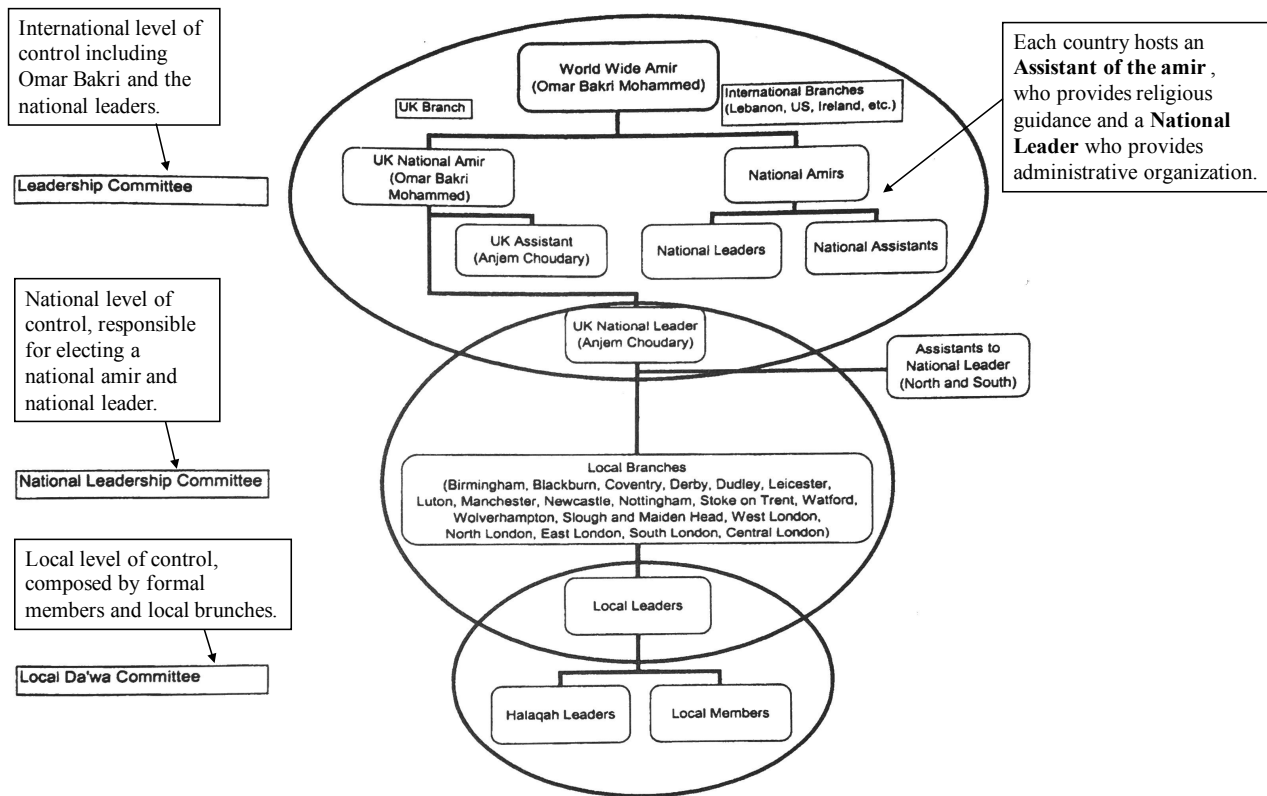 International level of
control including
Omar Bakri and the
national leaders.
Leadership Committee
World Wide Amir
(Omar Bakri Mohammed)
UK Branch
International Branches
(Lebanon, US, Ireland, etc.)
Each country hosts an
Assistant of the amir ,
who provides religious
guidance and a National
Leader who provides
administrative organization.
UK National Amir
(Omar Bakri
Mohammed)
National Amirs
UK Assistant
(Anjem Choudary)
National Leaders
National Assistants
National level of
control, responsible
for electing a
national amir and
national leader.
National Leadership Committee
UK National Leader
(Anjem Choudary)
Assistants to
National Leader
(North and South)
Local Branches
(Birmingham, Blackburn, Coventry, Derby, Dudley, Leicester,
Luton, Manchester, Newcastle, Nottingham, Stoke on Trent, Watford,
Wolverhampton, Slough and Maiden Head, West London,
North London, East London, South London, Central London)
Local level of control,
composed by formal
members and local brunches.
Local Da'wa Committee
Local Leaders
Halaqah Leaders
Local Members